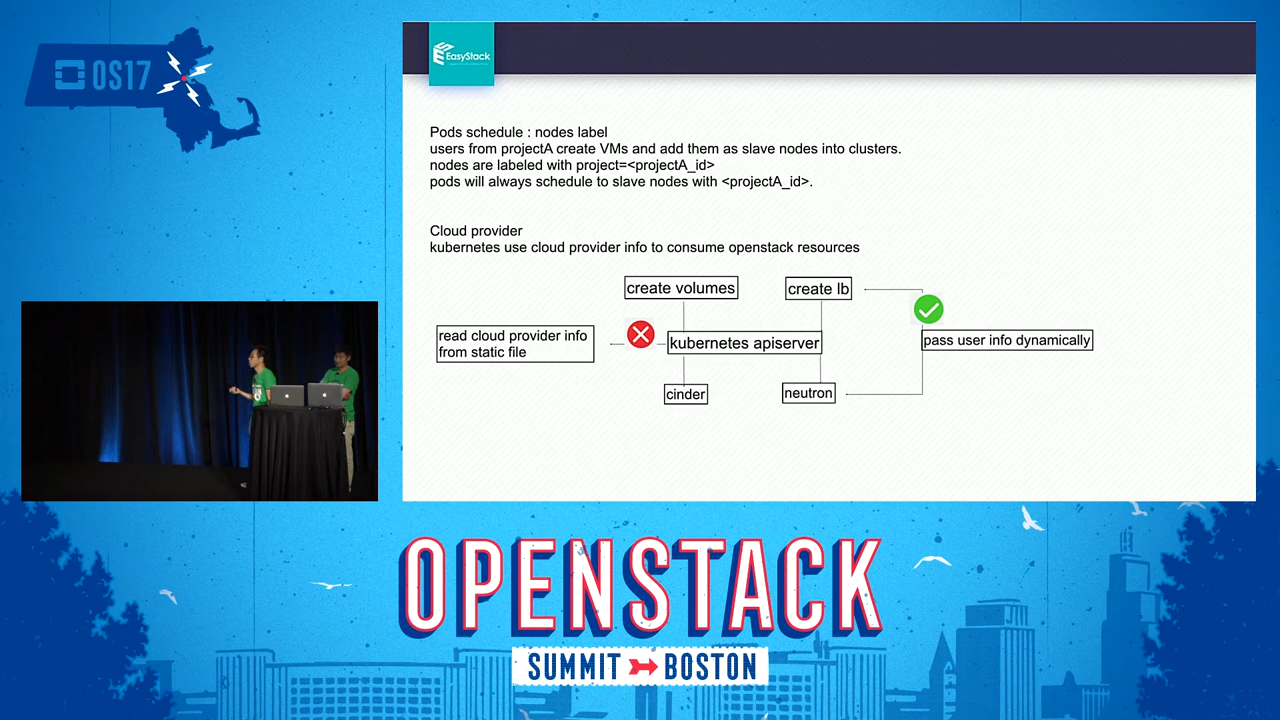 OS17
EasyStack
Pods schedule : nodes label
users from projectA create VMs and add them as slave nodes into clusters.
nodes are labeled with project=<projectA_id>
pods will always schedule to slave nodes with <projectA_id>.
Cloud provider
kubernetes use cloud provider info to consume openstack resources
create volumes
create lb
read cloud provider info
from static file
kubernetes apiserver
pass user info dynamically
cinder
neutron
OPENSTACK
SUMMIT BOSTON